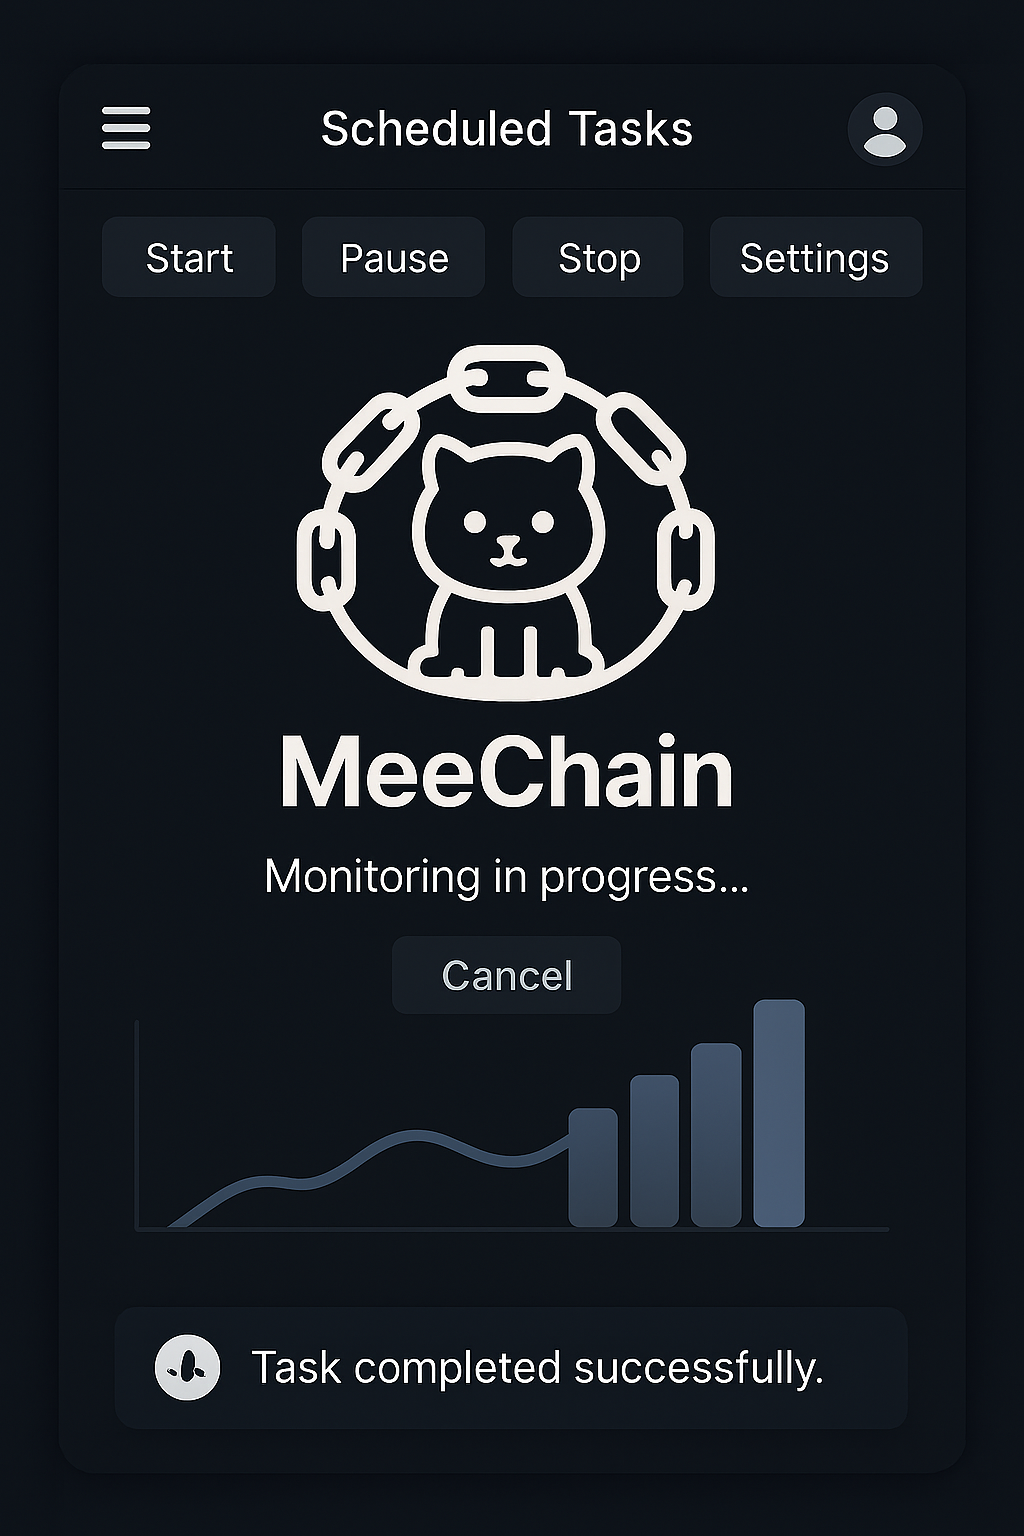 Scheduled Tasks
Start Pause Stop Settings
MeeChain
Monitoring in progress...
Cancel
Task completed successfully.